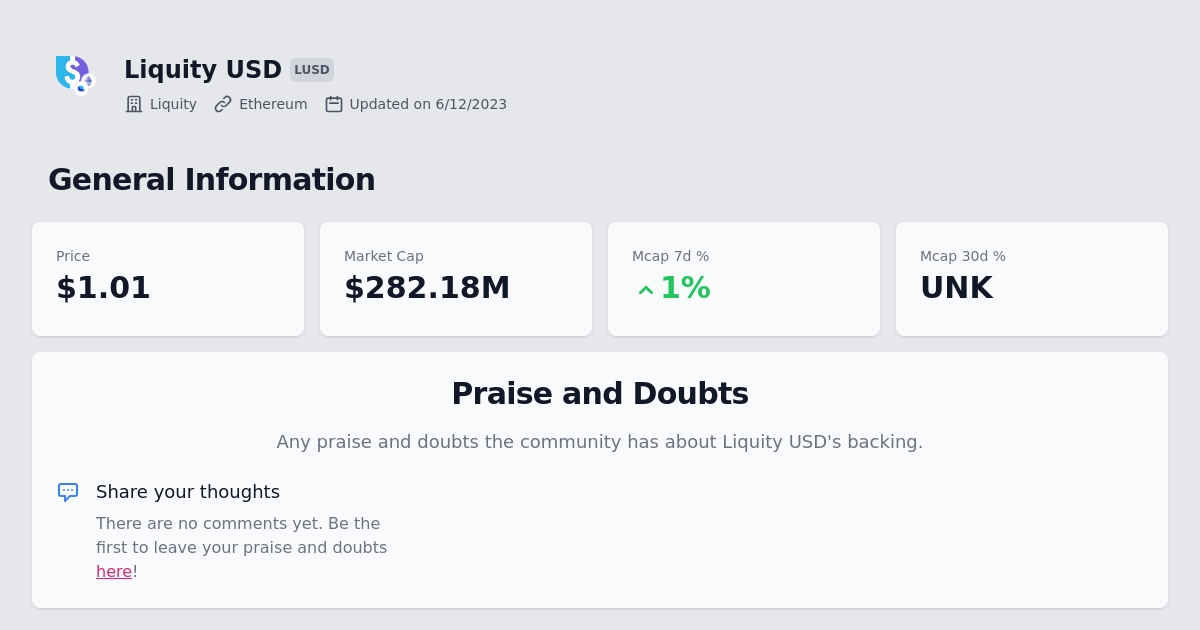 Liquity USD LUSD
Liquity Ethereum Updated on 6/12/2023
General Information
Price
$1.01
Market Cap
$282.18M
Mcap 7d %
1%
Mcap 30d %
UNK
Praise and Doubts
Any praise and doubts the community has about Liquity USD's backing.
Share your thoughts
There are no comments yet. Be the
first to leave your praise and doubts
here!